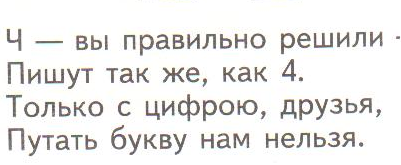 Ч — вы правильно решили -
Пишут так же, как 4.
Только с цифрою, друзья,
Путать букву нам нельзя.